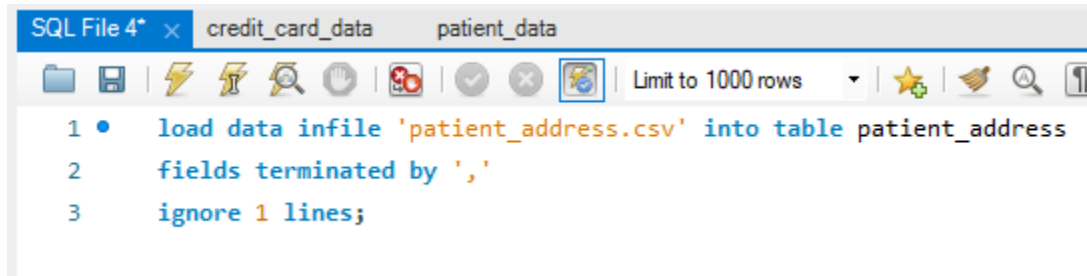 SQL File 4* × credit_card_data patient_data
Limit to 1000 rows
1 load data infile 'patient_address.csv' into table patient_address
2 fields terminated by ','
3 ignore 1 lines;